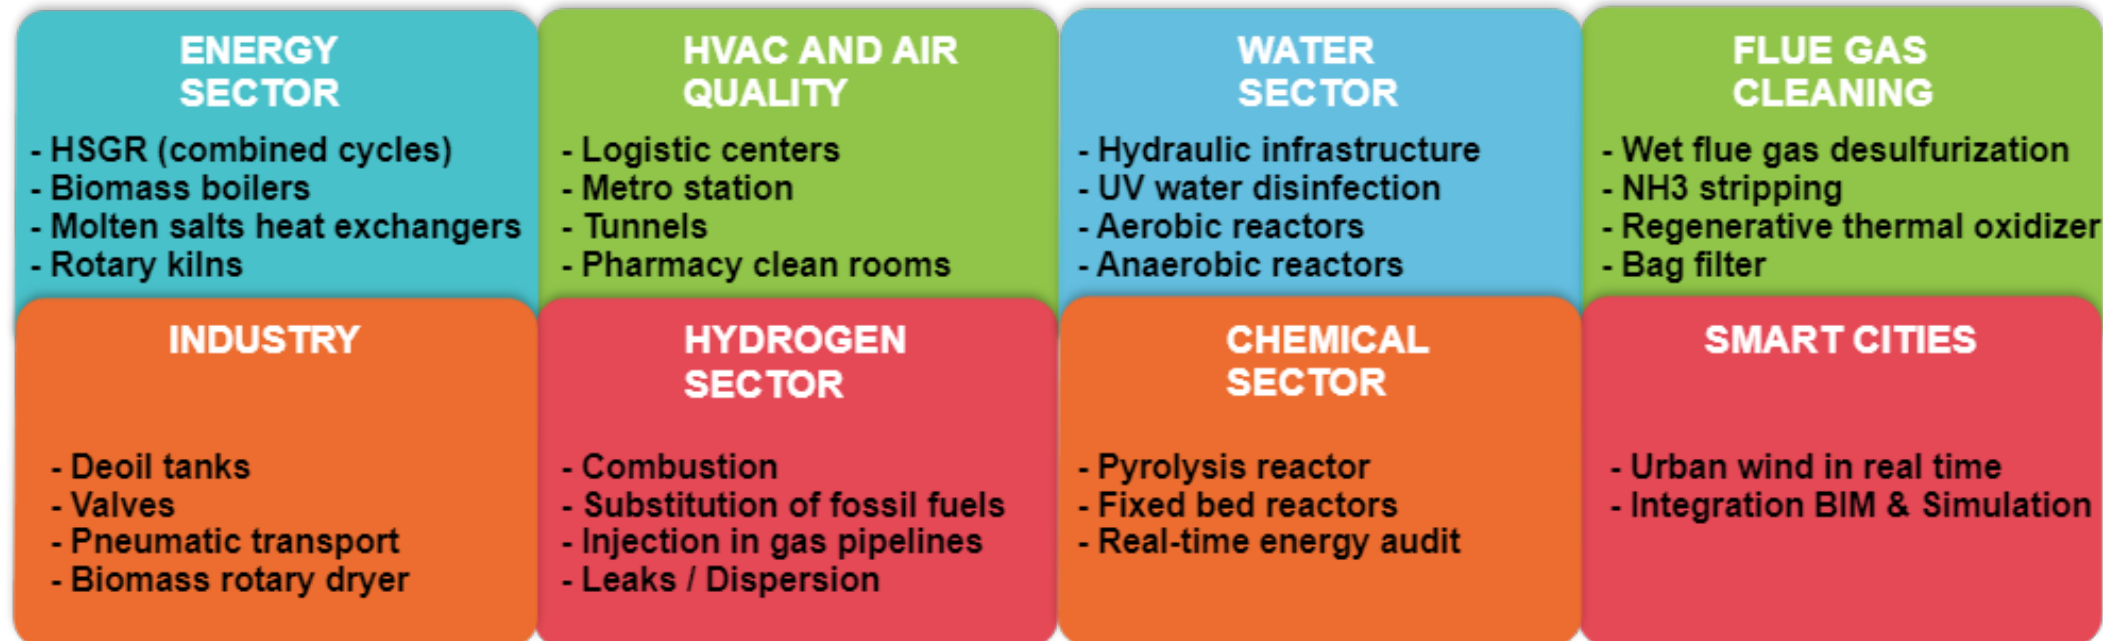 ENERGY
SECTOR
- HSGR (combined cycles)
- Biomass boilers
- Molten salts heat exchangers
- Rotary kilns
HVAC AND AIR
QUALITY
- Logistic centers
- Metro station
- Tunnels
- Pharmacy clean rooms
WATER
SECTOR
- Hydraulic infrastructure
- UV water disinfection
- Aerobic reactors
- Anaerobic reactors
FLUE GAS
CLEANING
- Wet flue gas desulfurization
- NH3 stripping
- Regenerative thermal oxidizer
- Bag filter
INDUSTRY
- Deoil tanks
- Valves
- Pneumatic transport
- Biomass rotary dryer
HYDROGEN
SECTOR
- Combustion
- Substitution of fossil fuels
- Injection in gas pipelines
- Leaks / Dispersion
CHEMICAL
SECTOR
- Pyrolysis reactor
- Fixed bed reactors
- Real-time energy audit
SMART CITIES
- Urban wind in real time
- Integration BIM & Simulation